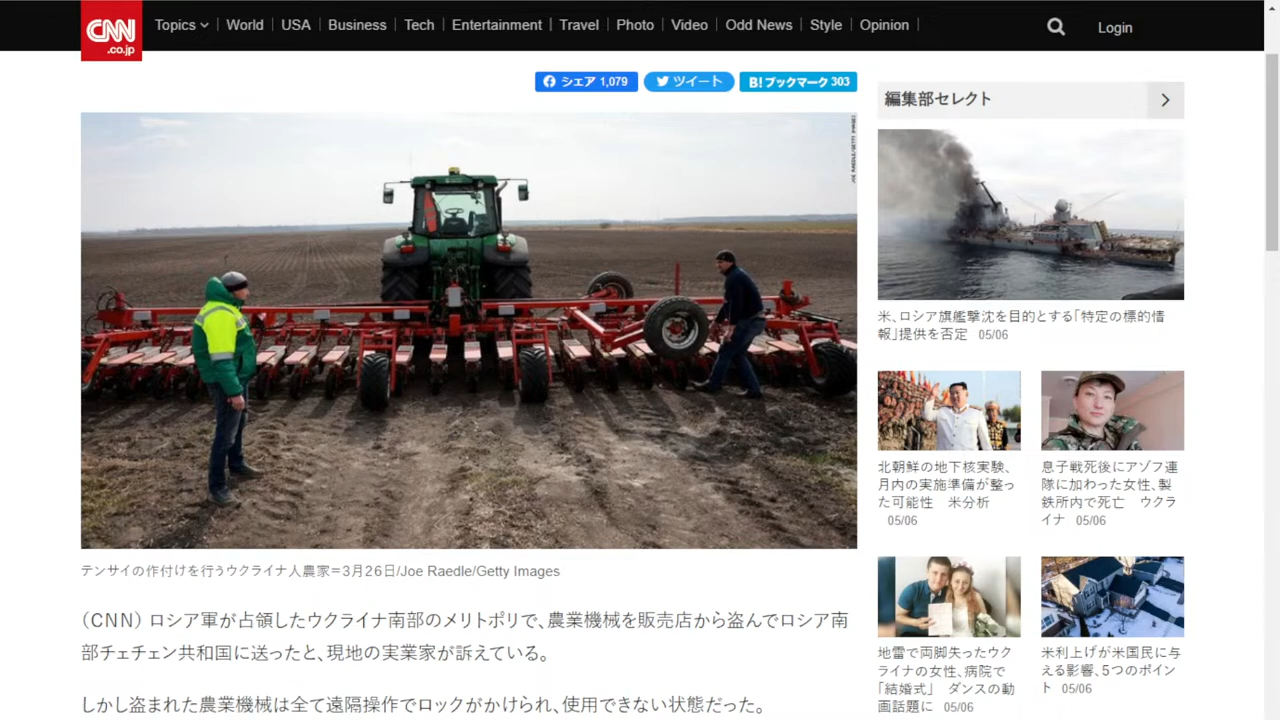 CNN
.co.jp
Topics
World
USA
Business
Tech
Entertainment
Travel
Photo
Video
Odd News
Style
Opinion
Login
シェア 1,079
ツイート
B! ブックマーク 303
JOE RAEDLE/GETTY IMAGES
テンサイの作付けを行うウクライナ人農家=3月26日/Joe Raedle/Getty Images
(CNN) ロシア軍が占領したウクライナ南部のメリトポリで、農業機械を販売店から盗んでロシア南
部チェチェン共和国に送ったと、現地の実業家が訴えている。
しかし盗まれた農業機械は全て遠隔操作でロックがかけられ、使用できない状態だった。
編集部セレクト
米、ロシア旗艦撃沈を目的とする「特定の標的情
報」提供を否定 05/06
北朝鮮の地下核実験、
月内の実施準備が整っ
た可能性 米分析
05/06
息子戦死後にアゾフ連
隊に加わった女性、製
鉄所内で死亡 ウクラ
イナ 05/06
地雷で両脚失ったウク
ライナの女性、病院で
「結婚式」 ダンスの動
画話題に 05/06
米利上げが米国民に与
える影響、5つのポイン
ト 05/06